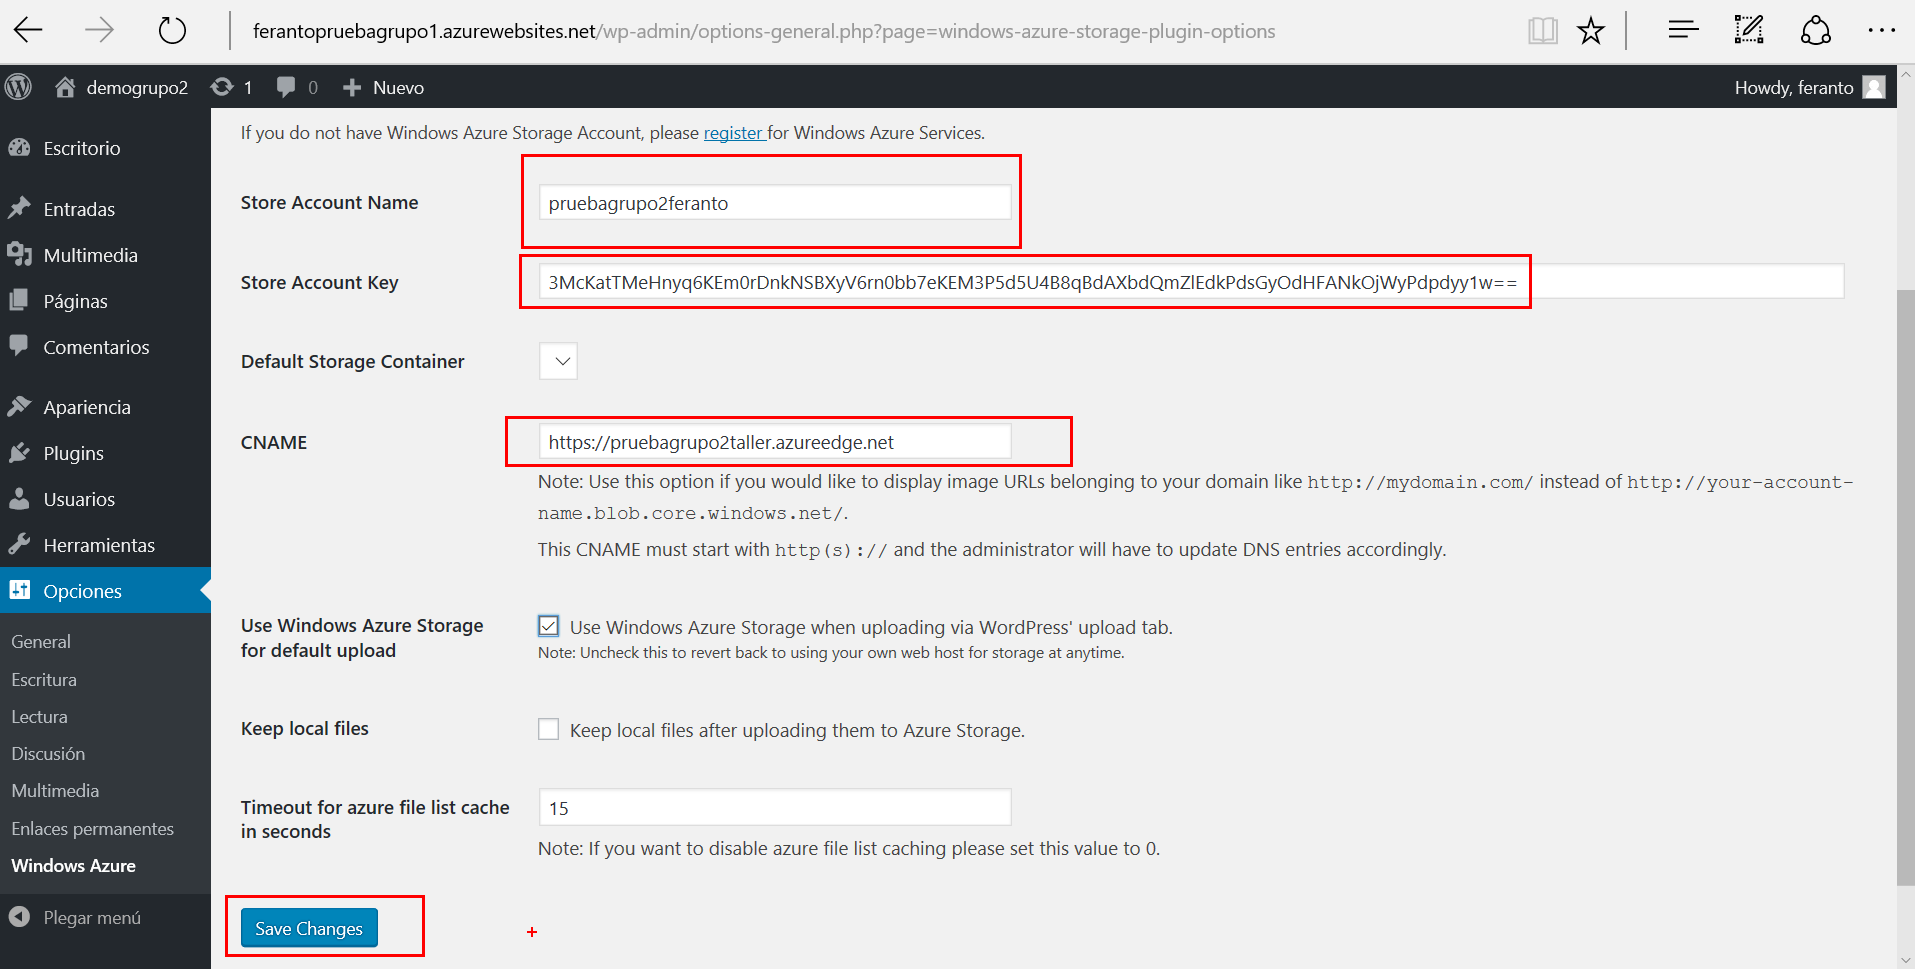 ferantopruebagrupo1.azurewebsites.net/wp-admin/options-general.php?page=windows-azure-storage-plugin-options
demogrupo2 1 0 Nuevo Howdy, feranto
Escritorio
Entradas
Multimedia
Páginas
Comentarios
Apariencia
Plugins
Usuarios
Herramientas
Opciones
General
Escritura
Lectura
Discusión
Multimedia
Enlaces permanentes
Windows Azure
Plegar menú
If you do not have Windows Azure Storage Account, please register for Windows Azure Services.
Store Account Name
pruebagrupo2feranto
Store Account Key
3McKatTMeHnyq6KEm0rDnkNSBXyV6rn0bb7eKEM3P5d5U4B8qBdAXbdQmZlEdkPdsGyOdHFANkOjWyPdpdyy1w==
Default Storage Container
CNAME
https://pruebagrupo2taller.azureedge.net
Note: Use this option if you would like to display image URLs belonging to your domain like http://mydomain.com/ instead of http://your-account-
name.blob.core.windows.net/.
This CNAME must start with http(s):// and the administrator will have to update DNS entries accordingly.
Use Windows Azure Storage
for default upload
Use Windows Azure Storage when uploading via WordPress' upload tab.
Note: Uncheck this to revert back to using your own web host for storage at anytime.
Keep local files
Keep local files after uploading them to Azure Storage.
Timeout for azure file list cache
in seconds
15
Note: If you want to disable azure file list caching please set this value to 0.
Save Changes